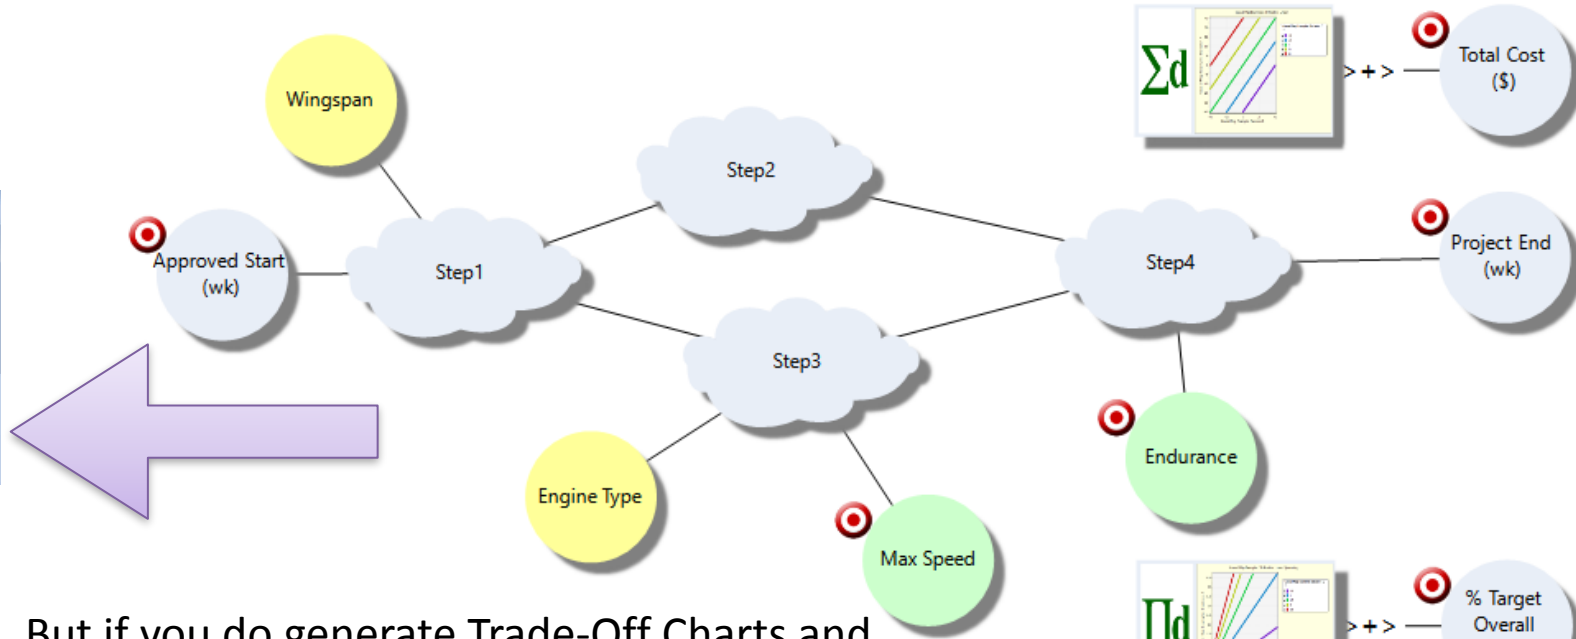 Wingspan
Approved Start
(wk)
Step1
Step2
Step3
Step4
Engine Type
Max Speed
Endurance
Σd
>+>
Total Cost
($)
Project End
(wk)
∏d
>+>
% Target
Overall
But if you do generate Trade-Off Charts and